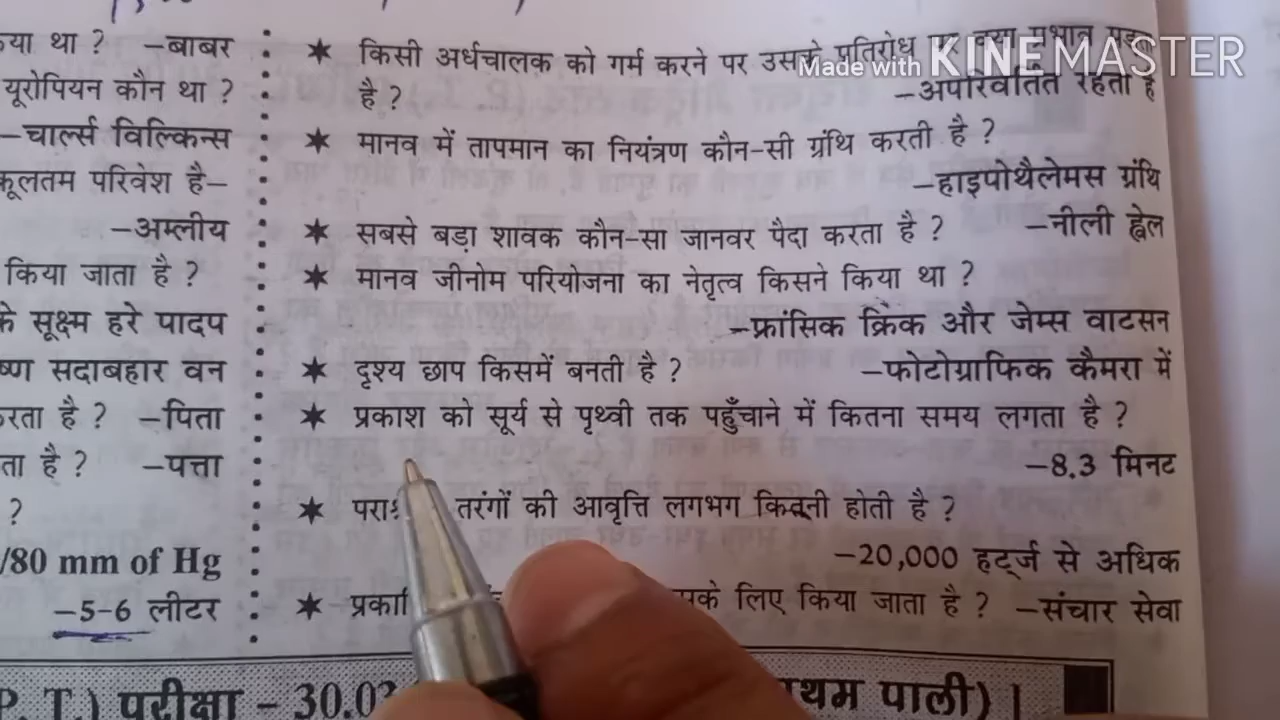 या था ? –बाबर
यूरोपियन कौन था ?
–चार्ल्स विल्किन्स
कूलतम परिवेश है–
–अम्लीय
किया जाता है ?
के सूक्ष्म हरे पादप
ष्ण सदाबहार वन
रता है ? –पिता
ता है ? –पत्ता
?
/80 mm of Hg
–5-6 लीटर
★ किसी अर्धचालक को गर्म करने पर उसके प्रतिरोध पर क्या प्रभाव
Made with KINEMASTER
है ? –अपरिवर्तित रहता है
★ मानव में तापमान का नियंत्रण कौन-सी ग्रंथि करती है ?
–हाइपोथैलेमस ग्रंथि
★ सबसे बड़ा शावक कौन-सा जानवर पैदा करता है ? –नीली ह्वेल
★ मानव जीनोम परियोजना का नेतृत्व किसने किया था ?
–फ्रांसिक क्रिक और जेम्स वाटसन
★ दृश्य छाप किसमें बनती है ? –फोटोग्राफिक कैमरा में
★ प्रकाश को सूर्य से पृथ्वी तक पहुँचाने में कितना समय लगता है ?
–8.3 मिनट
★ तरंगों की आवृत्ति लगभग कितनी होती है ?
–20,000 हर्ट्ज से अधिक
★ के लिए किया जाता है ? –संचार सेवा
P. T.) परीक्षा – 30.0 थम पाली)